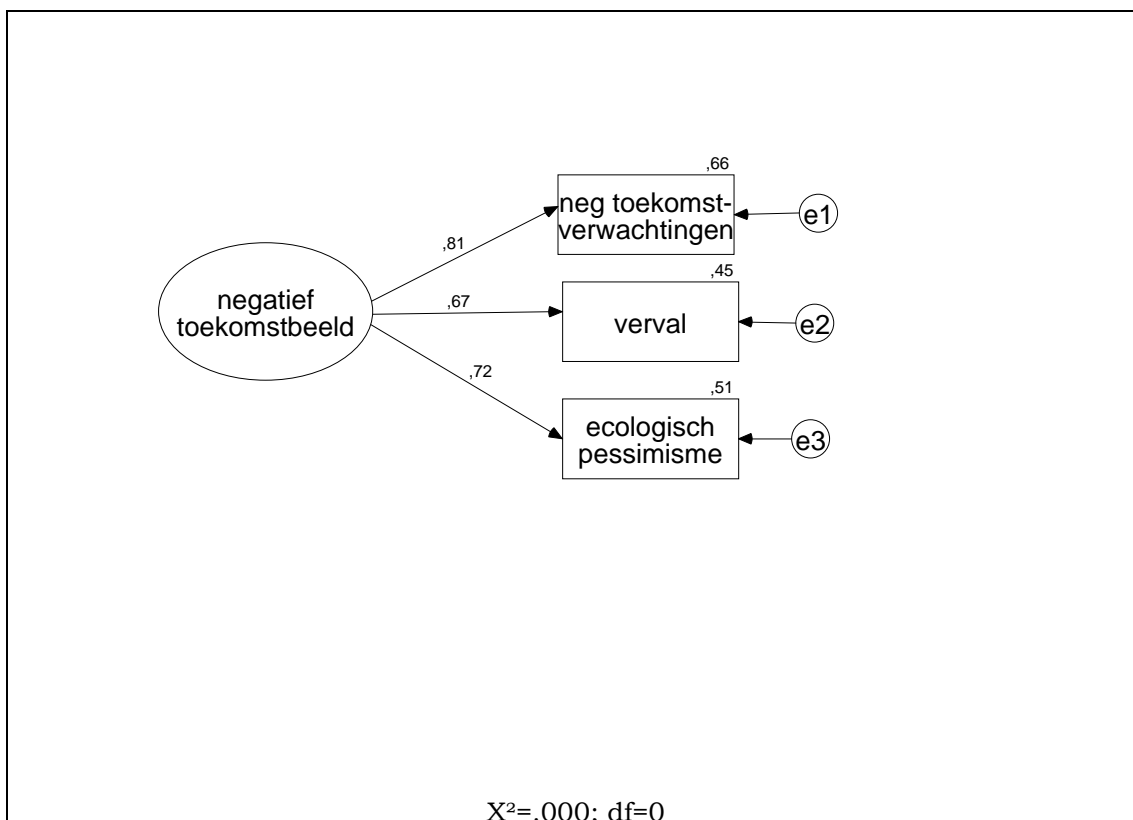 ,66
neg toekomst-
verwachtingen
e1
,81
,45
negatief
toekomstbeeld
,67
verval
e2
,72
,51
ecologisch
pessimisme
e3
X²=.000; df=0